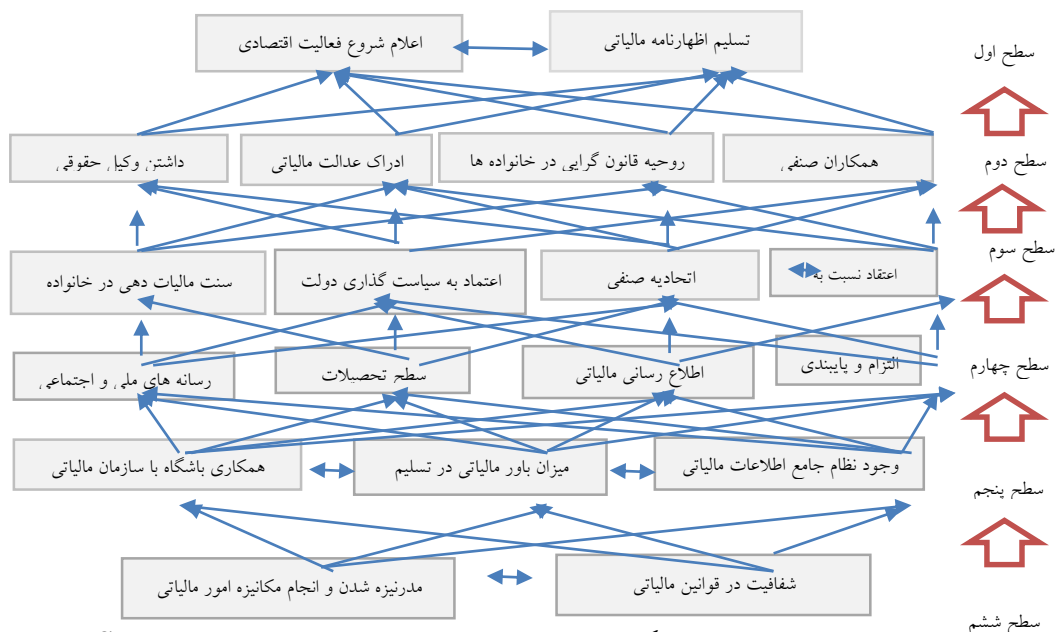 تسلیم اظهارنامه مالیاتی
اعلام شروع فعالیت اقتصادی
سطح اول
همکاران صنفی
روحیه قانون گرایی در خانواده ها
ادراک عدالت مالیاتی
داشتن وکیل حقوقی
سطح دوم
اعتقاد نسبت به
اتحادیه صنفی
اعتماد به سیاست گذاری دولت
سنت مالیات دهی در خانواده
سطح سوم
التزام و پایبندی
اطلاع رسانی مالیاتی
سطح تحصیلات
رسانه های ملی و اجتماعی
سطح چهارم
وجود نظام جامع اطلاعات مالیاتی
میزان باور مالیاتی در تسلیم
همکاری باشگاه با سازمان مالیاتی
سطح پنجم
شفافیت در قوانین مالیاتی
مدرنیزه شدن و انجام مکانیزه امور مالیاتی
سطح ششم